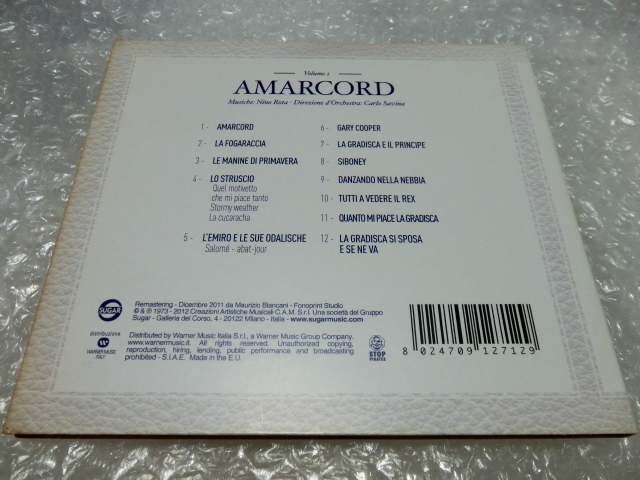 Volume 1
AMARCORD
Musiche: Nino Rota - Direzione d'Orchestra: Carlo Savina
1 - AMARCORD
2 - LA FOGARACCIA
3 - LE MANINE DI PRIMAVERA
4 - LO STRUSCIO
Quel motivetto
che mi piace tanto
Stormy weather
La cucaracha
5 - L'EMIRO E LE SUE ODALISCHE
Salomé - abat-jour
6 - GARY COOPER
7 - LA GRADISCA E IL PRINCIPE
8 - SIBONEY
9 - DANZANDO NELLA NEBBIA
10 - TUTTI A VEDERE IL REX
11 - QUANTO MI PIACE LA GRADISCA
12 - LA GRADISCA SI SPOSA
E SE NE VA
SUGAR
Remastering - Dicembre 2011 da Maurizio Biancani - Fonoprint Studio
© & ℗ 1973 - 2012 Creazioni Artistiche Musicali C.A.M. S.r.l. Una società del Gruppo
Sugar - Galleria del Corso, 4 - 20122 Milano - Italia - www.sugarmusic.com
distribuzione
WARNER MUSIC
ITALY
Distributed by Warner Music Italia S.r.l., a Warner Music Group Company.
www.warnermusic.it. All rights reserved. Unauthorized copying,
reproduction, hiring, lending, public performance and broadcasting
prohibited - S.I.A.E. Made in the E.U.
STOP
PIRATES
8 024709 127129